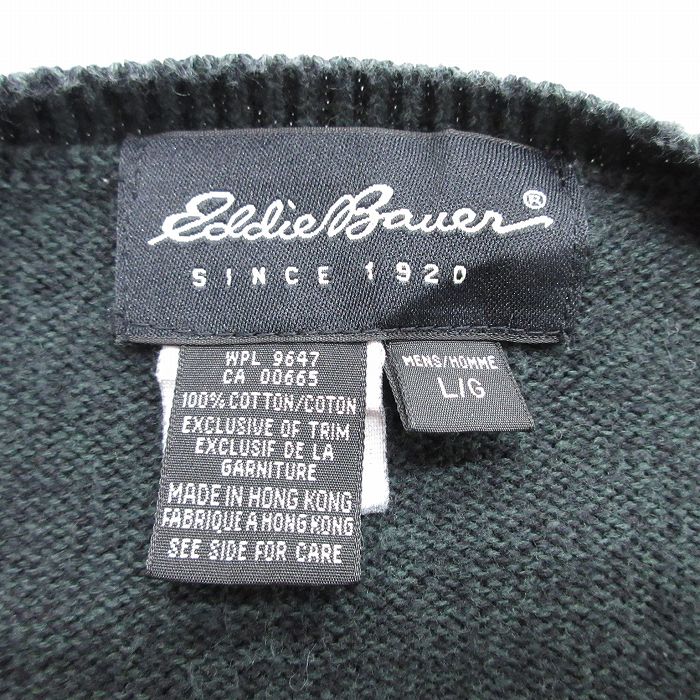 Eddie Bauer®
SINCE 1920
WPL 9647
CA 00665
100% COTTON/COTON
EXCLUSIVE OF TRIM
EXCLUSIF DE LA
GARNITURE
MADE IN HONG KONG
FABRIQUE A HONG KONG
SEE SIDE FOR CARE
MENS/HOMME
L/G